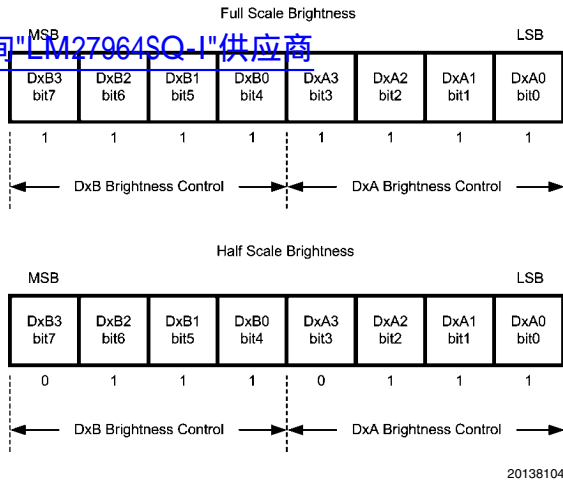 Full Scale Brightness
MSB LSB
询"LM27964SQ-I"供应商
DxB3 DxB2 DxB1 DxB0 DxA3 DxA2 DxA1 DxA0
bit7 bit6 bit5 bit4 bit3 bit2 bit1 bit0
1 1 1 1 1 1 1 1
DxB Brightness Control DxA Brightness Control
Half Scale Brightness
MSB LSB
DxB3 DxB2 DxB1 DxB0 DxA3 DxA2 DxA1 DxA0
bit7 bit6 bit5 bit4 bit3 bit2 bit1 bit0
0 1 1 1 0 1 1 1
DxB Brightness Control DxA Brightness Control
20138104